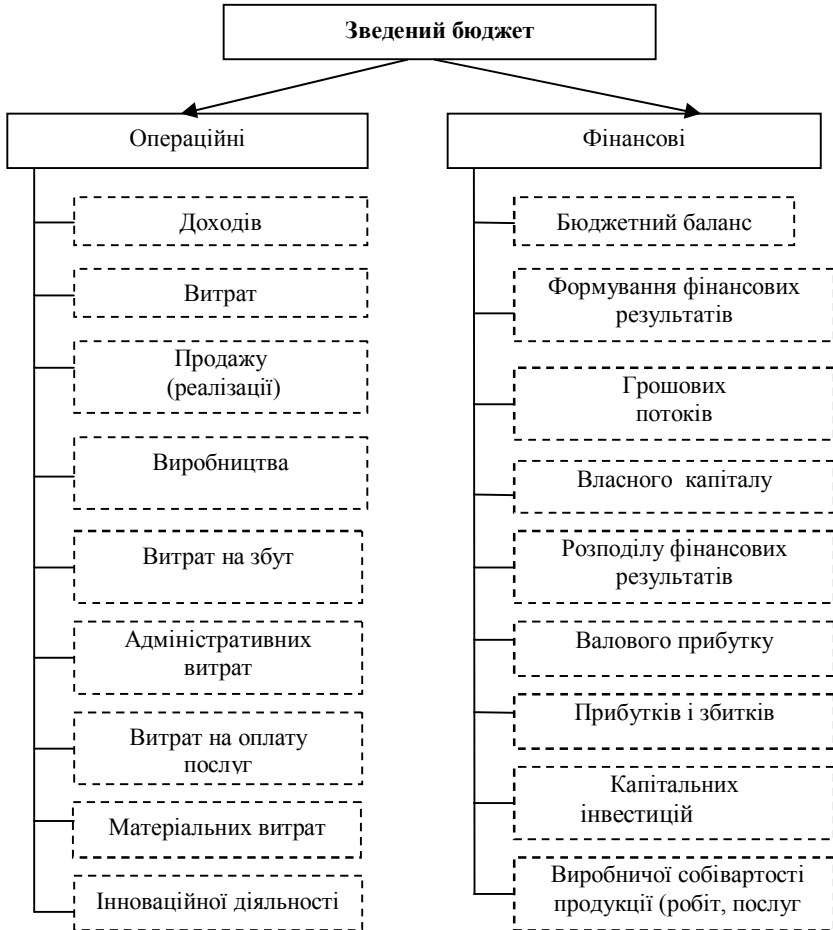 Зведений бюджет
Операційні
Доходів
Витрат
Продажу
(реалізації)
Виробництва
Витрат на збут
Адміністративних
витрат
Витрат на оплату
послуг
Матеріальних витрат
Інноваційної діяльності
Фінансові
Бюджетний баланс
Формування фінансових
результатів
Грошових
потоків
Власного капіталу
Розподілу фінансових
результатів
Валового прибутку
Прибутків і збитків
Капітальних
інвестицій
Виробничої собівартості
продукції (робіт, послуг